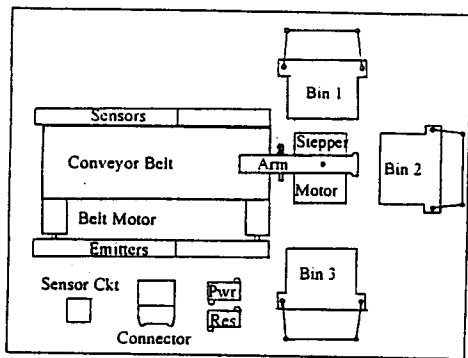 Bin 1
Sensors
Stepper
Conveyor Belt
Arm
Bin 2
Motor
Belt Motor
Emitters
Bin 3
Sensor Ckt
Pwr
Res
Connector